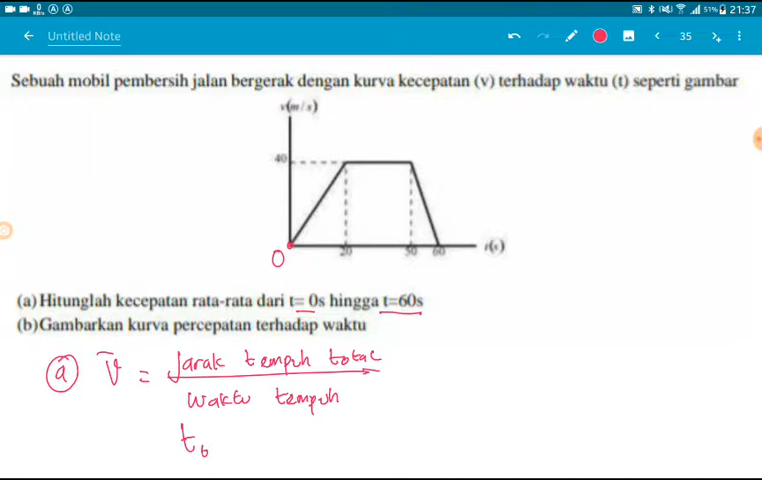 0 KB/s 51% 21:37
Untitled Note 35
Sebuah mobil pembersih jalan bergerak dengan kurva kecepatan (v) terhadap waktu (t) seperti gambar
v(m/s)
40
0
20 50 60 t(s)
(a) Hitunglah kecepatan rata-rata dari t= 0s hingga t=60s
(b)Gambarkan kurva percepatan terhadap waktu
a v̅ = Jarak tempuh total
waktu tempuh
t